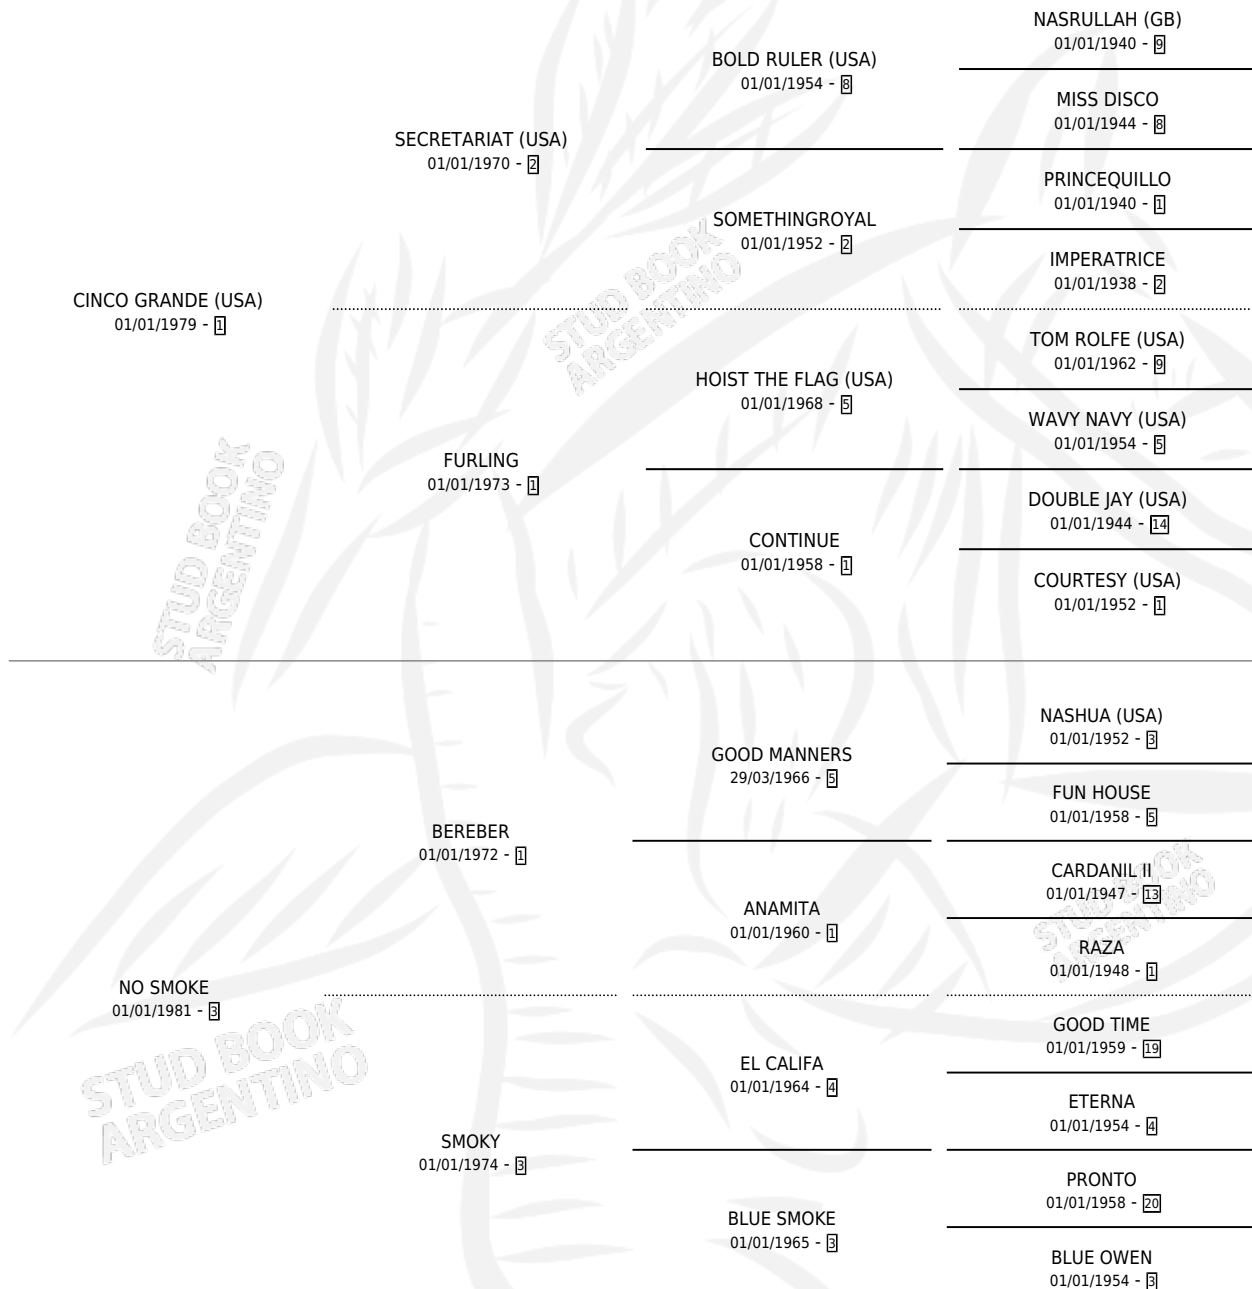 NASRULLAH (GB)
01/01/1940 - 9
BOLD RULER (USA)
01/01/1954 - 8
MISS DISCO
01/01/1944 - 8
SECRETARIAT (USA)
01/01/1970 - 2
PRINCEQUILLO
01/01/1940 - 1
SOMETHINGROYAL
01/01/1952 - 2
IMPERATRICE
01/01/1938 - 2
CINCO GRANDE (USA)
01/01/1979 - 1
TOM ROLFE (USA)
01/01/1962 - 9
HOIST THE FLAG (USA)
01/01/1968 - 5
WAVY NAVY (USA)
01/01/1954 - 5
FURLING
01/01/1973 - 1
DOUBLE JAY (USA)
01/01/1944 - 14
CONTINUE
01/01/1958 - 1
COURTESY (USA)
01/01/1952 - 1
NASHUA (USA)
01/01/1952 - 3
GOOD MANNERS
29/03/1966 - 5
FUN HOUSE
01/01/1958 - 5
BEREBER
01/01/1972 - 1
CARDANIL II
01/01/1947 - 13
ANAMITA
01/01/1960 - 1
RAZA
01/01/1948 - 1
NO SMOKE
01/01/1981 - 3
GOOD TIME
01/01/1959 - 19
EL CALIFA
01/01/1964 - 4
ETERNA
01/01/1954 - 4
SMOKY
01/01/1974 - 3
PRONTO
01/01/1958 - 20
BLUE SMOKE
01/01/1965 - 3
BLUE OWEN
01/01/1954 - 3
STUD BOOK
ARGENTINO
STUD BOOK
ARGENTINO
STUD BOOK
ARGENTINO
STUD BOOK
ARGENTINO